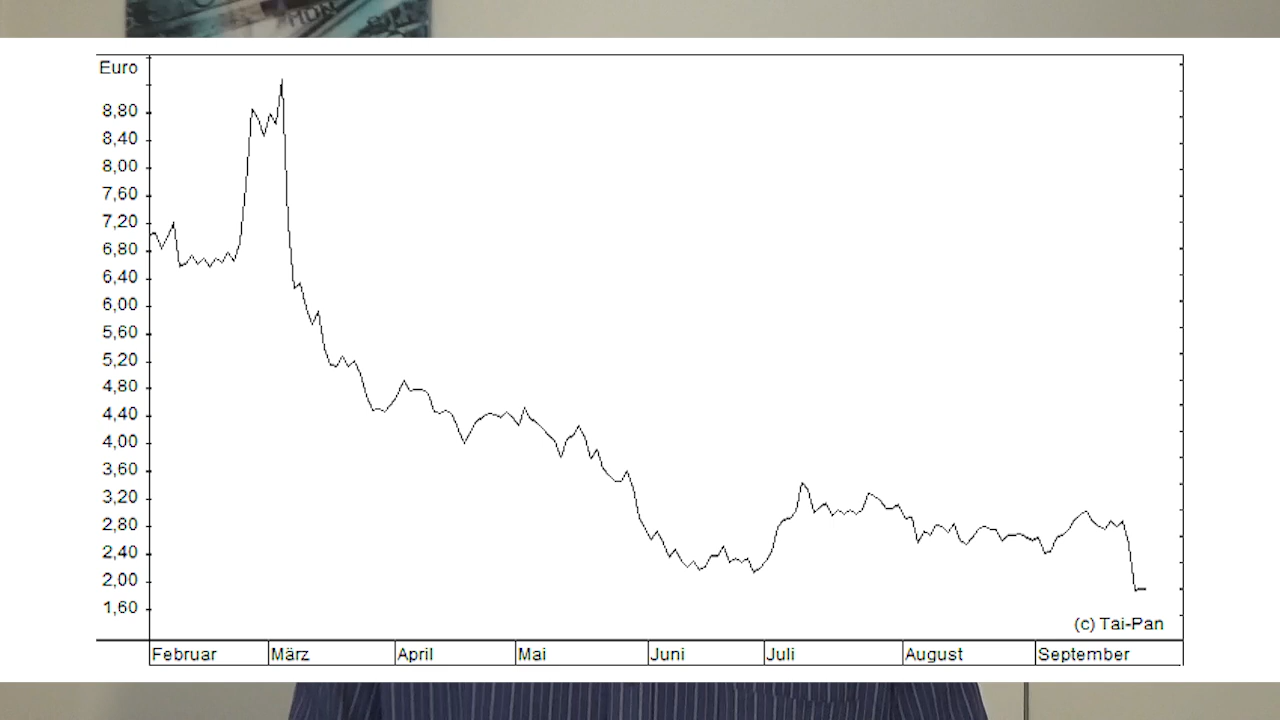 MON
Euro
8,80
8,40
8,00
7,60
7,20
6,80
6,40
6,00
5,60
5,20
4,80
4,40
4,00
3,60
3,20
2,80
2,40
2,00
1,60
(c) Tai-Pan
Februar
März
April
Mai
Juni
Juli
August
September